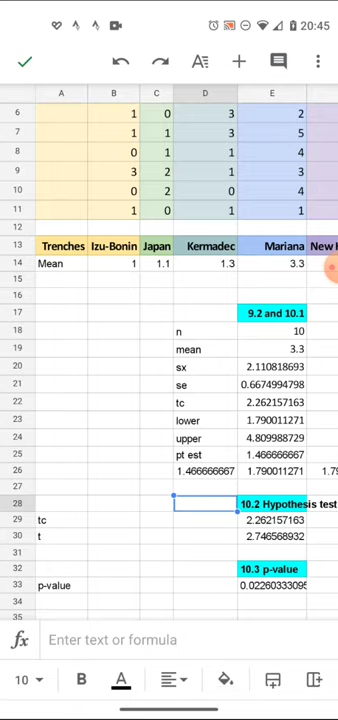 20:45
A B C D E
6 1 0 3 2
7 1 1 3 5
8 0 1 1 4
9 3 2 1 3
10 0 2 0 4
11 1 0 1 1
12
13 Trenches Izu-Bonin Japan Kermadec Mariana New
14 Mean 1 1.1 1.3 3.3
15
16
17 9.2 and 10.1
18 n 10
19 mean 3.3
20 sx 2.110818693
21 se 0.6674994798
22 tc 2.262157163
23 lower 1.790011271
24 upper 4.809988729
25 pt est 1.466666667
26 1.466666667 1.790011271 1.79
27
28 10.2 Hypothesis test
29 tc 2.262157163
30 t 2.746568932
31
32 10.3 p-value
33 p-value 0.02260333095
34
35
fx Enter text or formula
10 B A